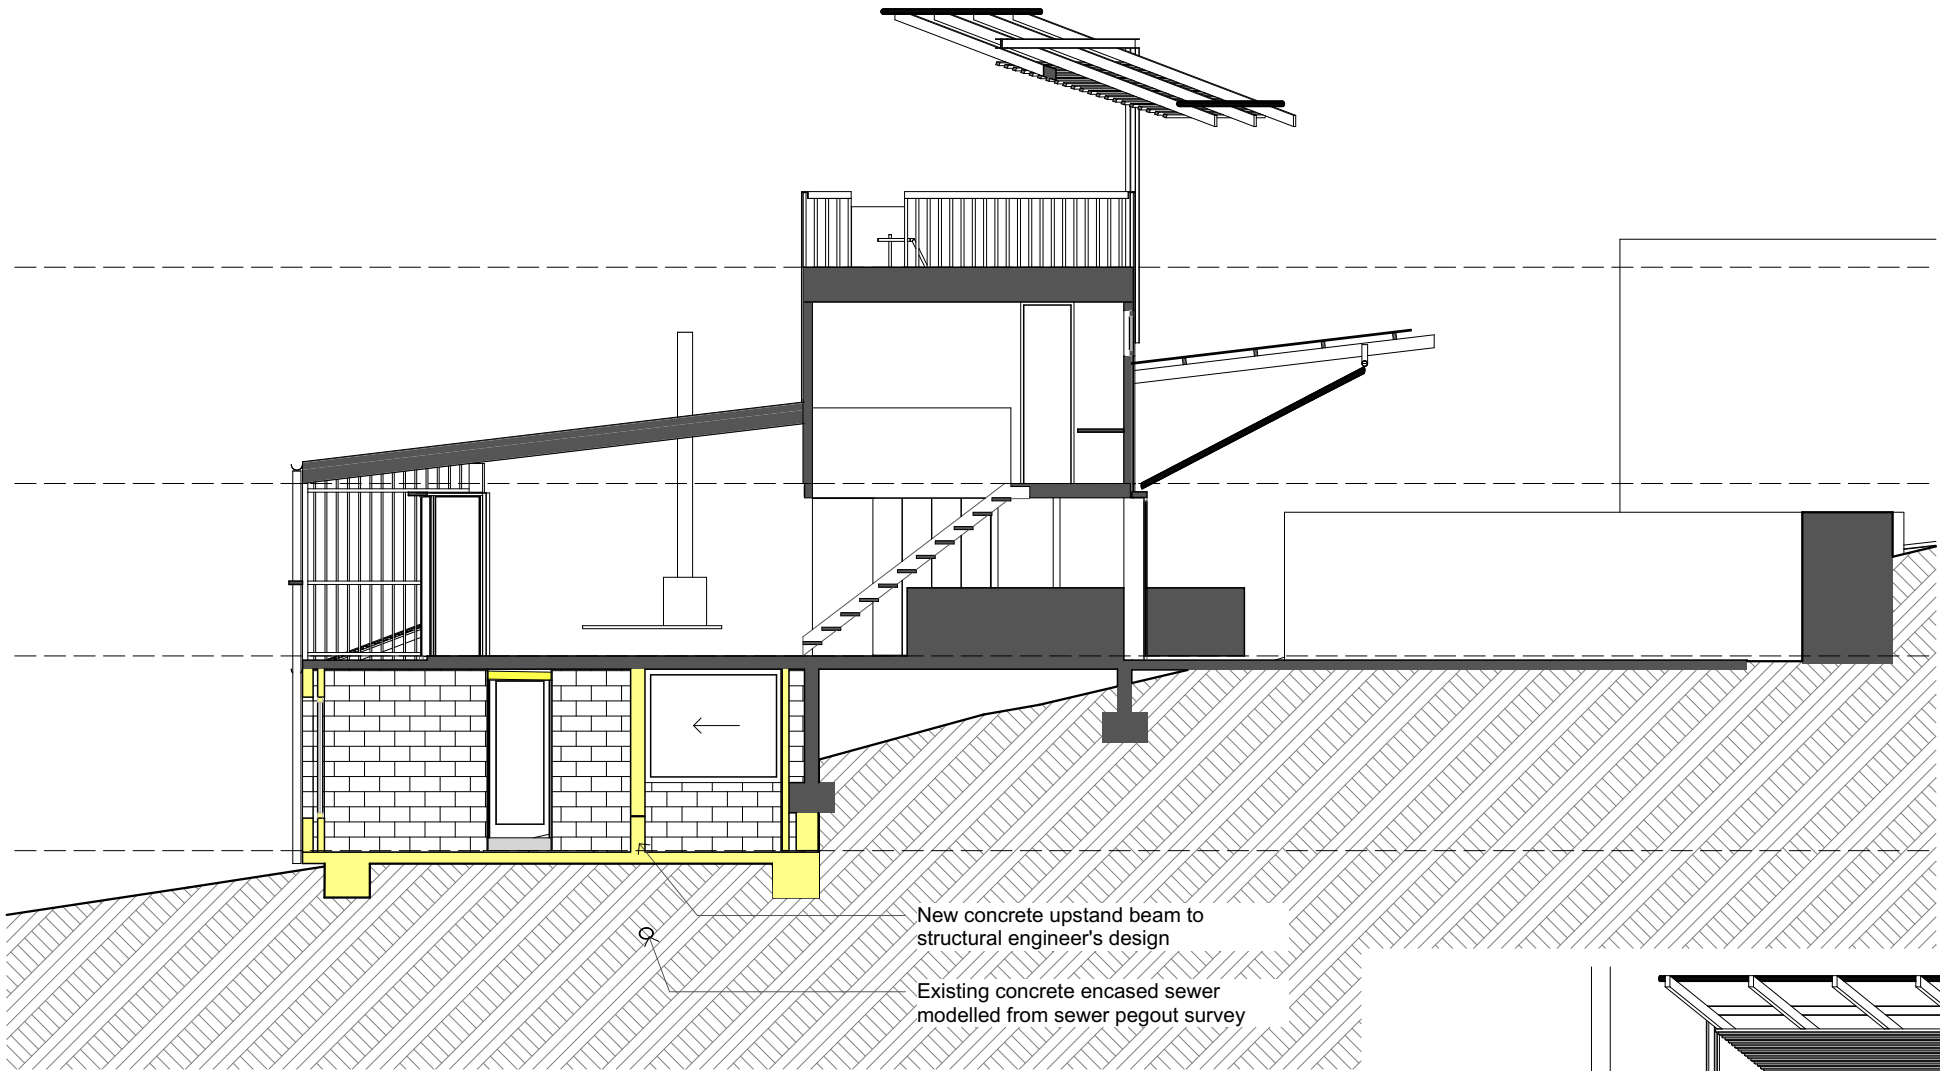 New concrete upstand beam to
structural engineer's design
Existing concrete encased sewer
modelled from sewer pegout survey